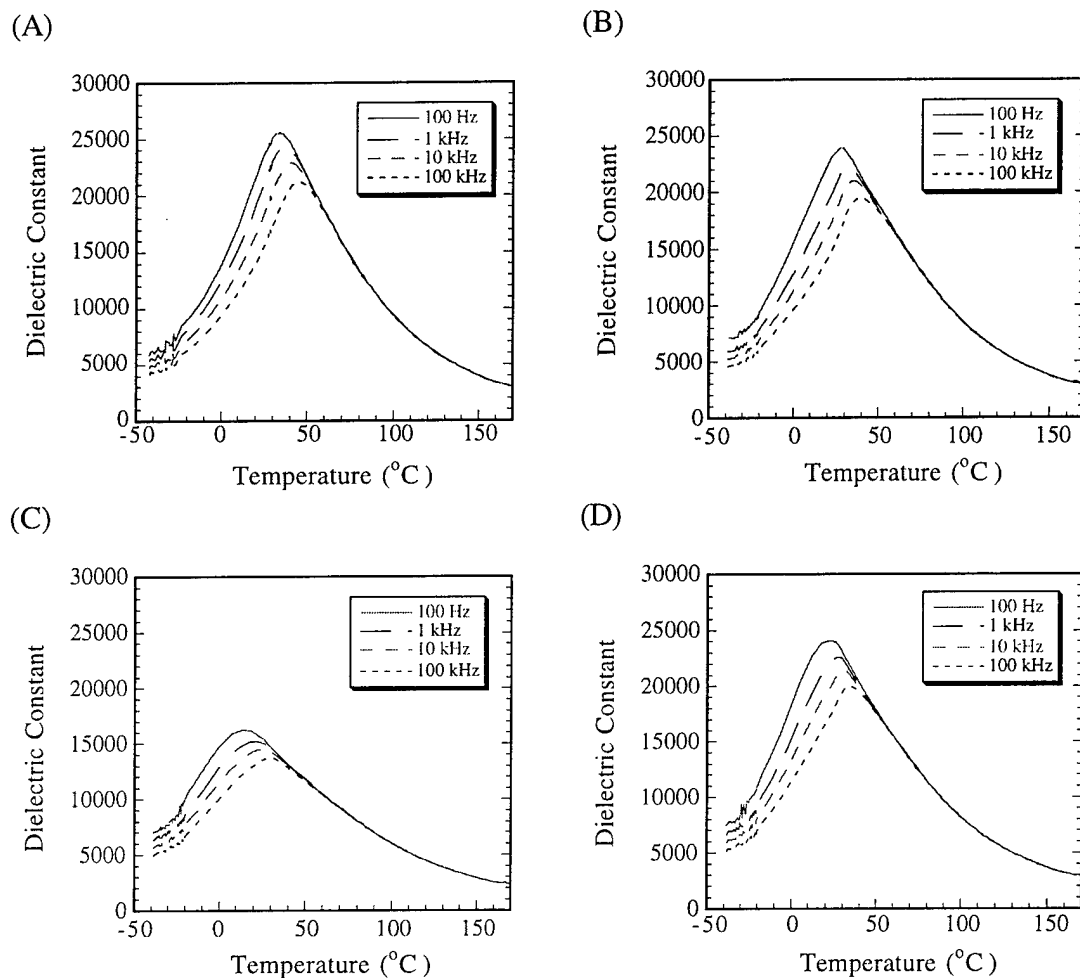 (A)
30000
25000
20000
15000
10000
5000
0
-50
0
50
100
150
Dielectric Constant
Temperature (°C )
100 Hz
1 kHz
10 kHz
100 kHz
(B)
30000
25000
20000
15000
10000
5000
0
-50
0
50
100
150
Dielectric Constant
Temperature (°C )
100 Hz
1 kHz
10 kHz
100 kHz
(C)
30000
25000
20000
15000
10000
5000
0
-50
0
50
100
150
Dielectric Constant
Temperature (°C )
100 Hz
1 kHz
10 kHz
100 kHz
(D)
30000
25000
20000
15000
10000
5000
0
-50
0
50
100
150
Dielectric Constant
Temperature (°C )
100 Hz
1 kHz
10 kHz
100 kHz